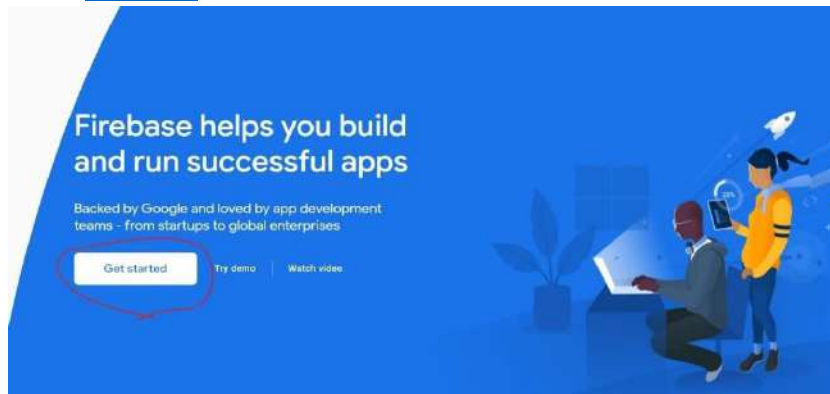 Firebase helps you build
and run successful apps
Backed by Google and loved by app development
teams - from startups to global enterprises
Get started
Try demo
Watch video